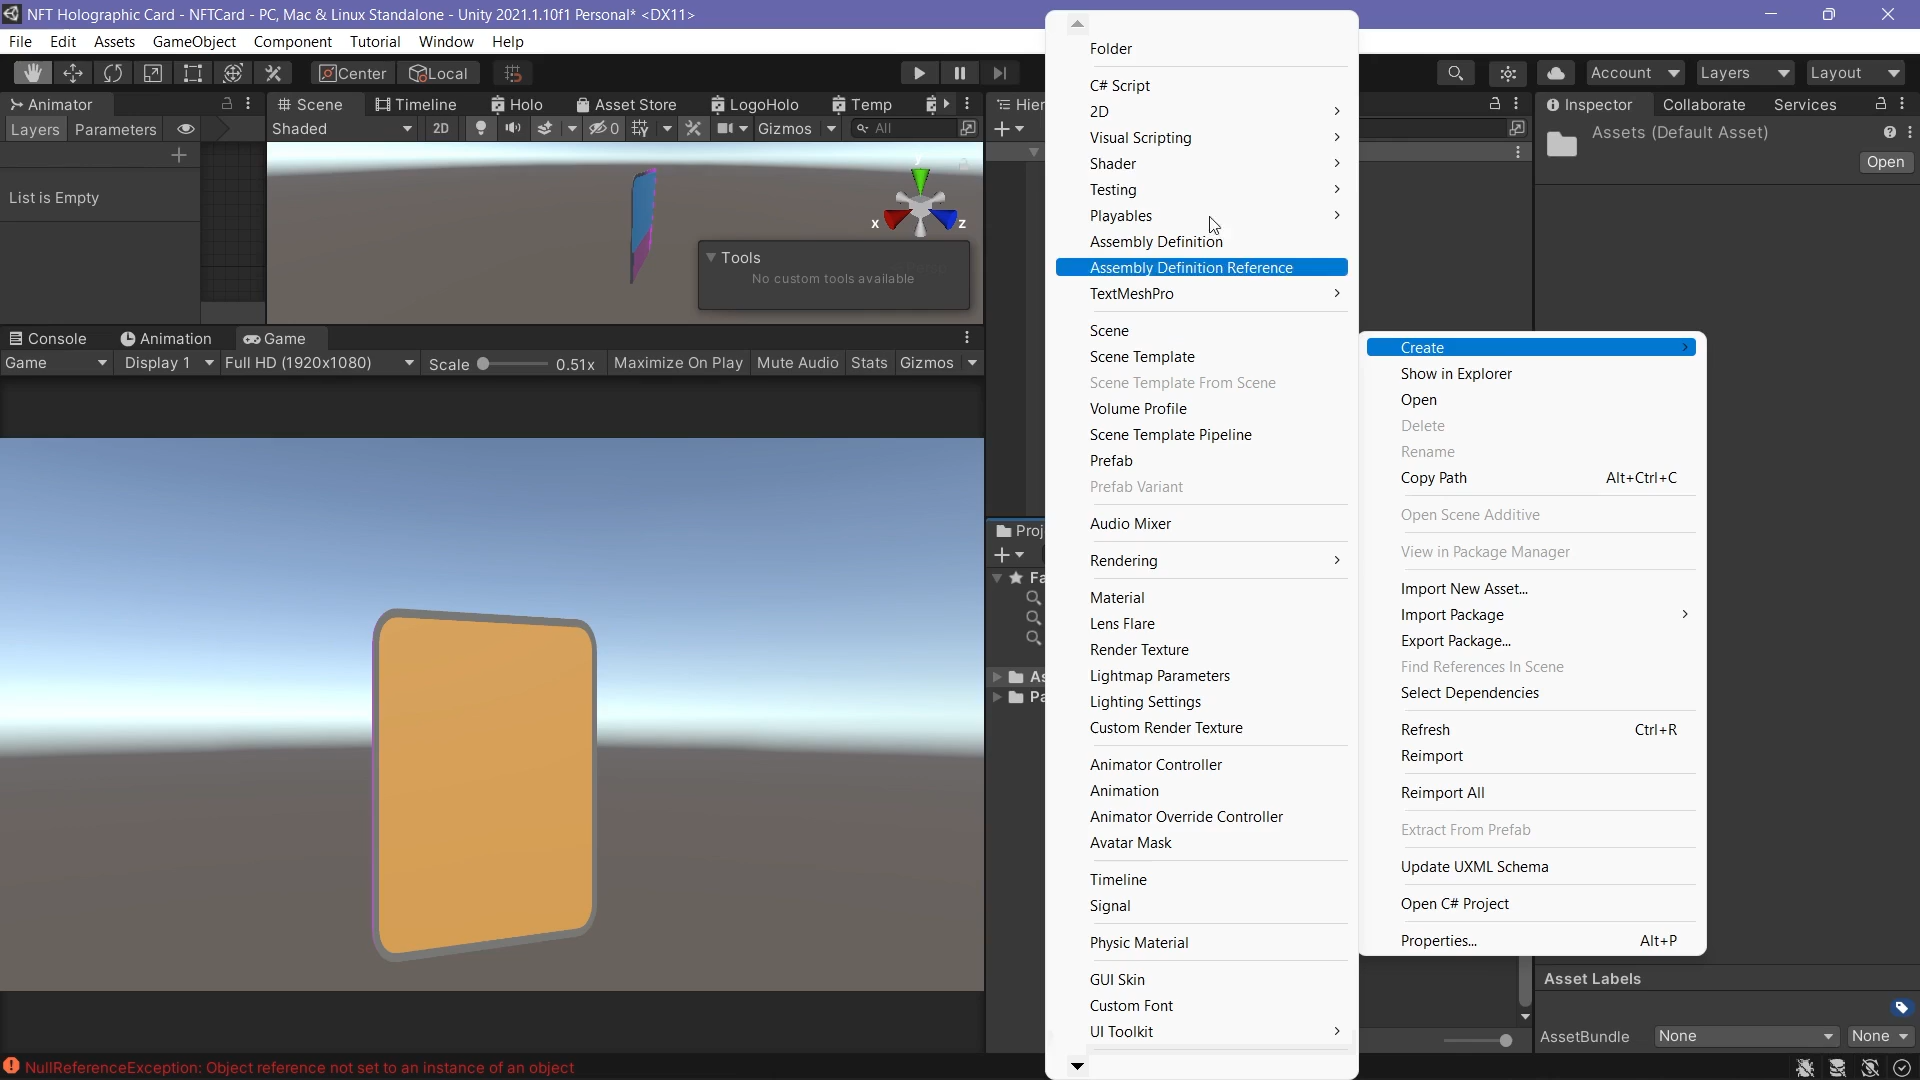 NFT Holographic Card - NFTCard - PC, Mac & Linux Standalone - Unity 2021.1.10f1 Personal* <DX11>
File Edit Assets GameObject Component Tutorial Window Help
Center Local
Account Layers Layout
Animator
Layers Parameters
List is Empty
Scene Timeline Holo Asset Store LogoHolo Temp
Shaded 2D 0 Gizmos All
y
x z
Tools
No custom tools available
Console Animation Game
Game Display 1 Full HD (1920x1080) Scale 0.51x Maximize On Play Mute Audio Stats Gizmos
Hier
Proj
Fa
As
Pa
Folder
C# Script
2D
Visual Scripting
Shader
Testing
Playables
Assembly Definition
Assembly Definition Reference
TextMeshPro
Scene
Scene Template
Scene Template From Scene
Volume Profile
Scene Template Pipeline
Prefab
Prefab Variant
Audio Mixer
Rendering
Material
Lens Flare
Render Texture
Lightmap Parameters
Lighting Settings
Custom Render Texture
Animator Controller
Animation
Animator Override Controller
Avatar Mask
Timeline
Signal
Physic Material
GUI Skin
Custom Font
UI Toolkit
Create
Show in Explorer
Open
Delete
Rename
Copy Path Alt+Ctrl+C
Open Scene Additive
View in Package Manager
Import New Asset...
Import Package
Export Package...
Find References In Scene
Select Dependencies
Refresh Ctrl+R
Reimport
Reimport All
Extract From Prefab
Update UXML Schema
Open C# Project
Properties... Alt+P
Inspector Collaborate Services
Assets (Default Asset)
Open
Asset Labels
AssetBundle None None
NullReferenceException: Object reference not set to an instance of an object